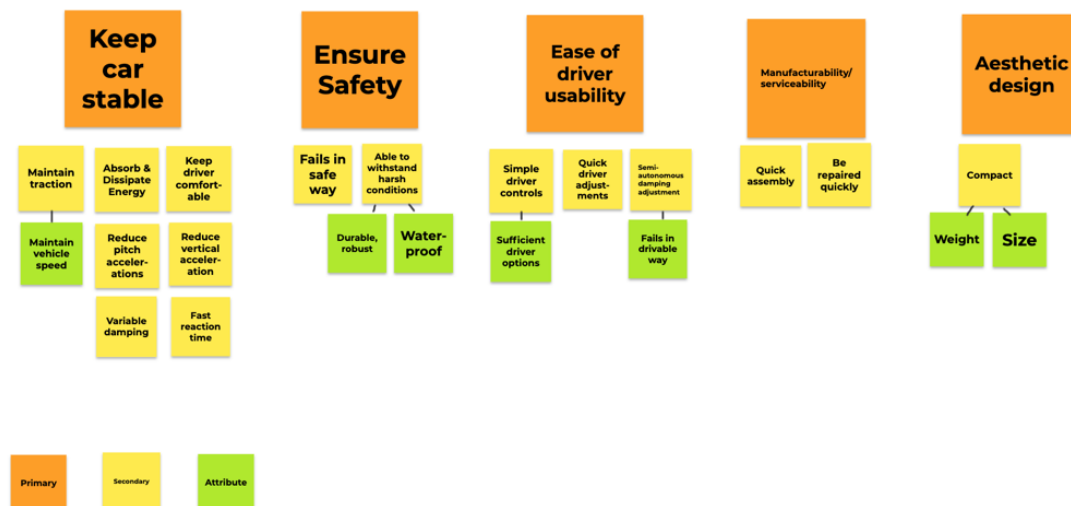 Keep
car
stable
Ensure
Safety
Ease of
driver
usability
Manufacturability/
serviceability
Aesthetic
design
Maintain
traction
Absorb &
Dissipate
Energy
Keep
driver
comfort-
able
Fails in
safe
way
Able to
withstand
harsh
conditions
Simple
driver
controls
Quick
driver
adjust-
ments
Semi-
autonomous
damping
adjustment
Quick
assembly
Be
repaired
quickly
Compact
Maintain
vehicle
speed
Reduce
pitch
acceler-
ations
Reduce
vertical
acceler-
ation
Durable,
robust
Water-
proof
Sufficient
driver
options
Fails in
drivable
way
Weight
Size
Variable
damping
Fast
reaction
time
Primary
Secondary
Attribute